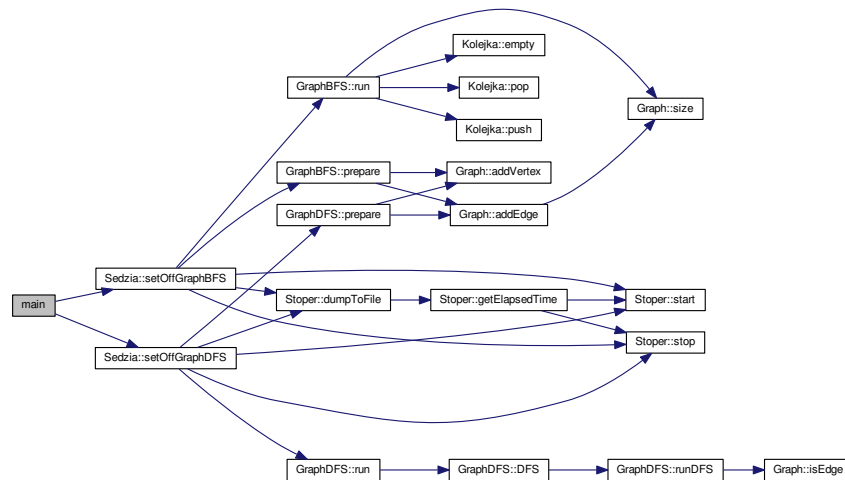 Kolejka::empty
GraphBFS::run
Kolejka::pop
Graph::size
Kolejka::push
GraphBFS::prepare
Graph::addVertex
GraphDFS::prepare
Graph::addEdge
Sedzia::setOffGraphBFS
main
Stoper::dumpToFile
Stoper::getElapsedTime
Stoper::start
Stoper::stop
Sedzia::setOffGraphDFS
GraphDFS::run
GraphDFS::DFS
GraphDFS::runDFS
Graph::isEdge